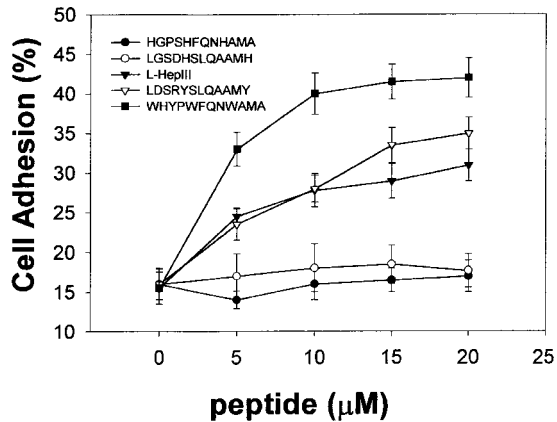 50
45
40
35
30
25
20
15
10
Cell Adhesion (%)
HGPSHFQNHAMA
LGSDHSLQAAMH
L-HepIII
LDSRYSLQAAMY
WHYPWFQNWAMA
0 5 10 15 20 25
peptide (μM)